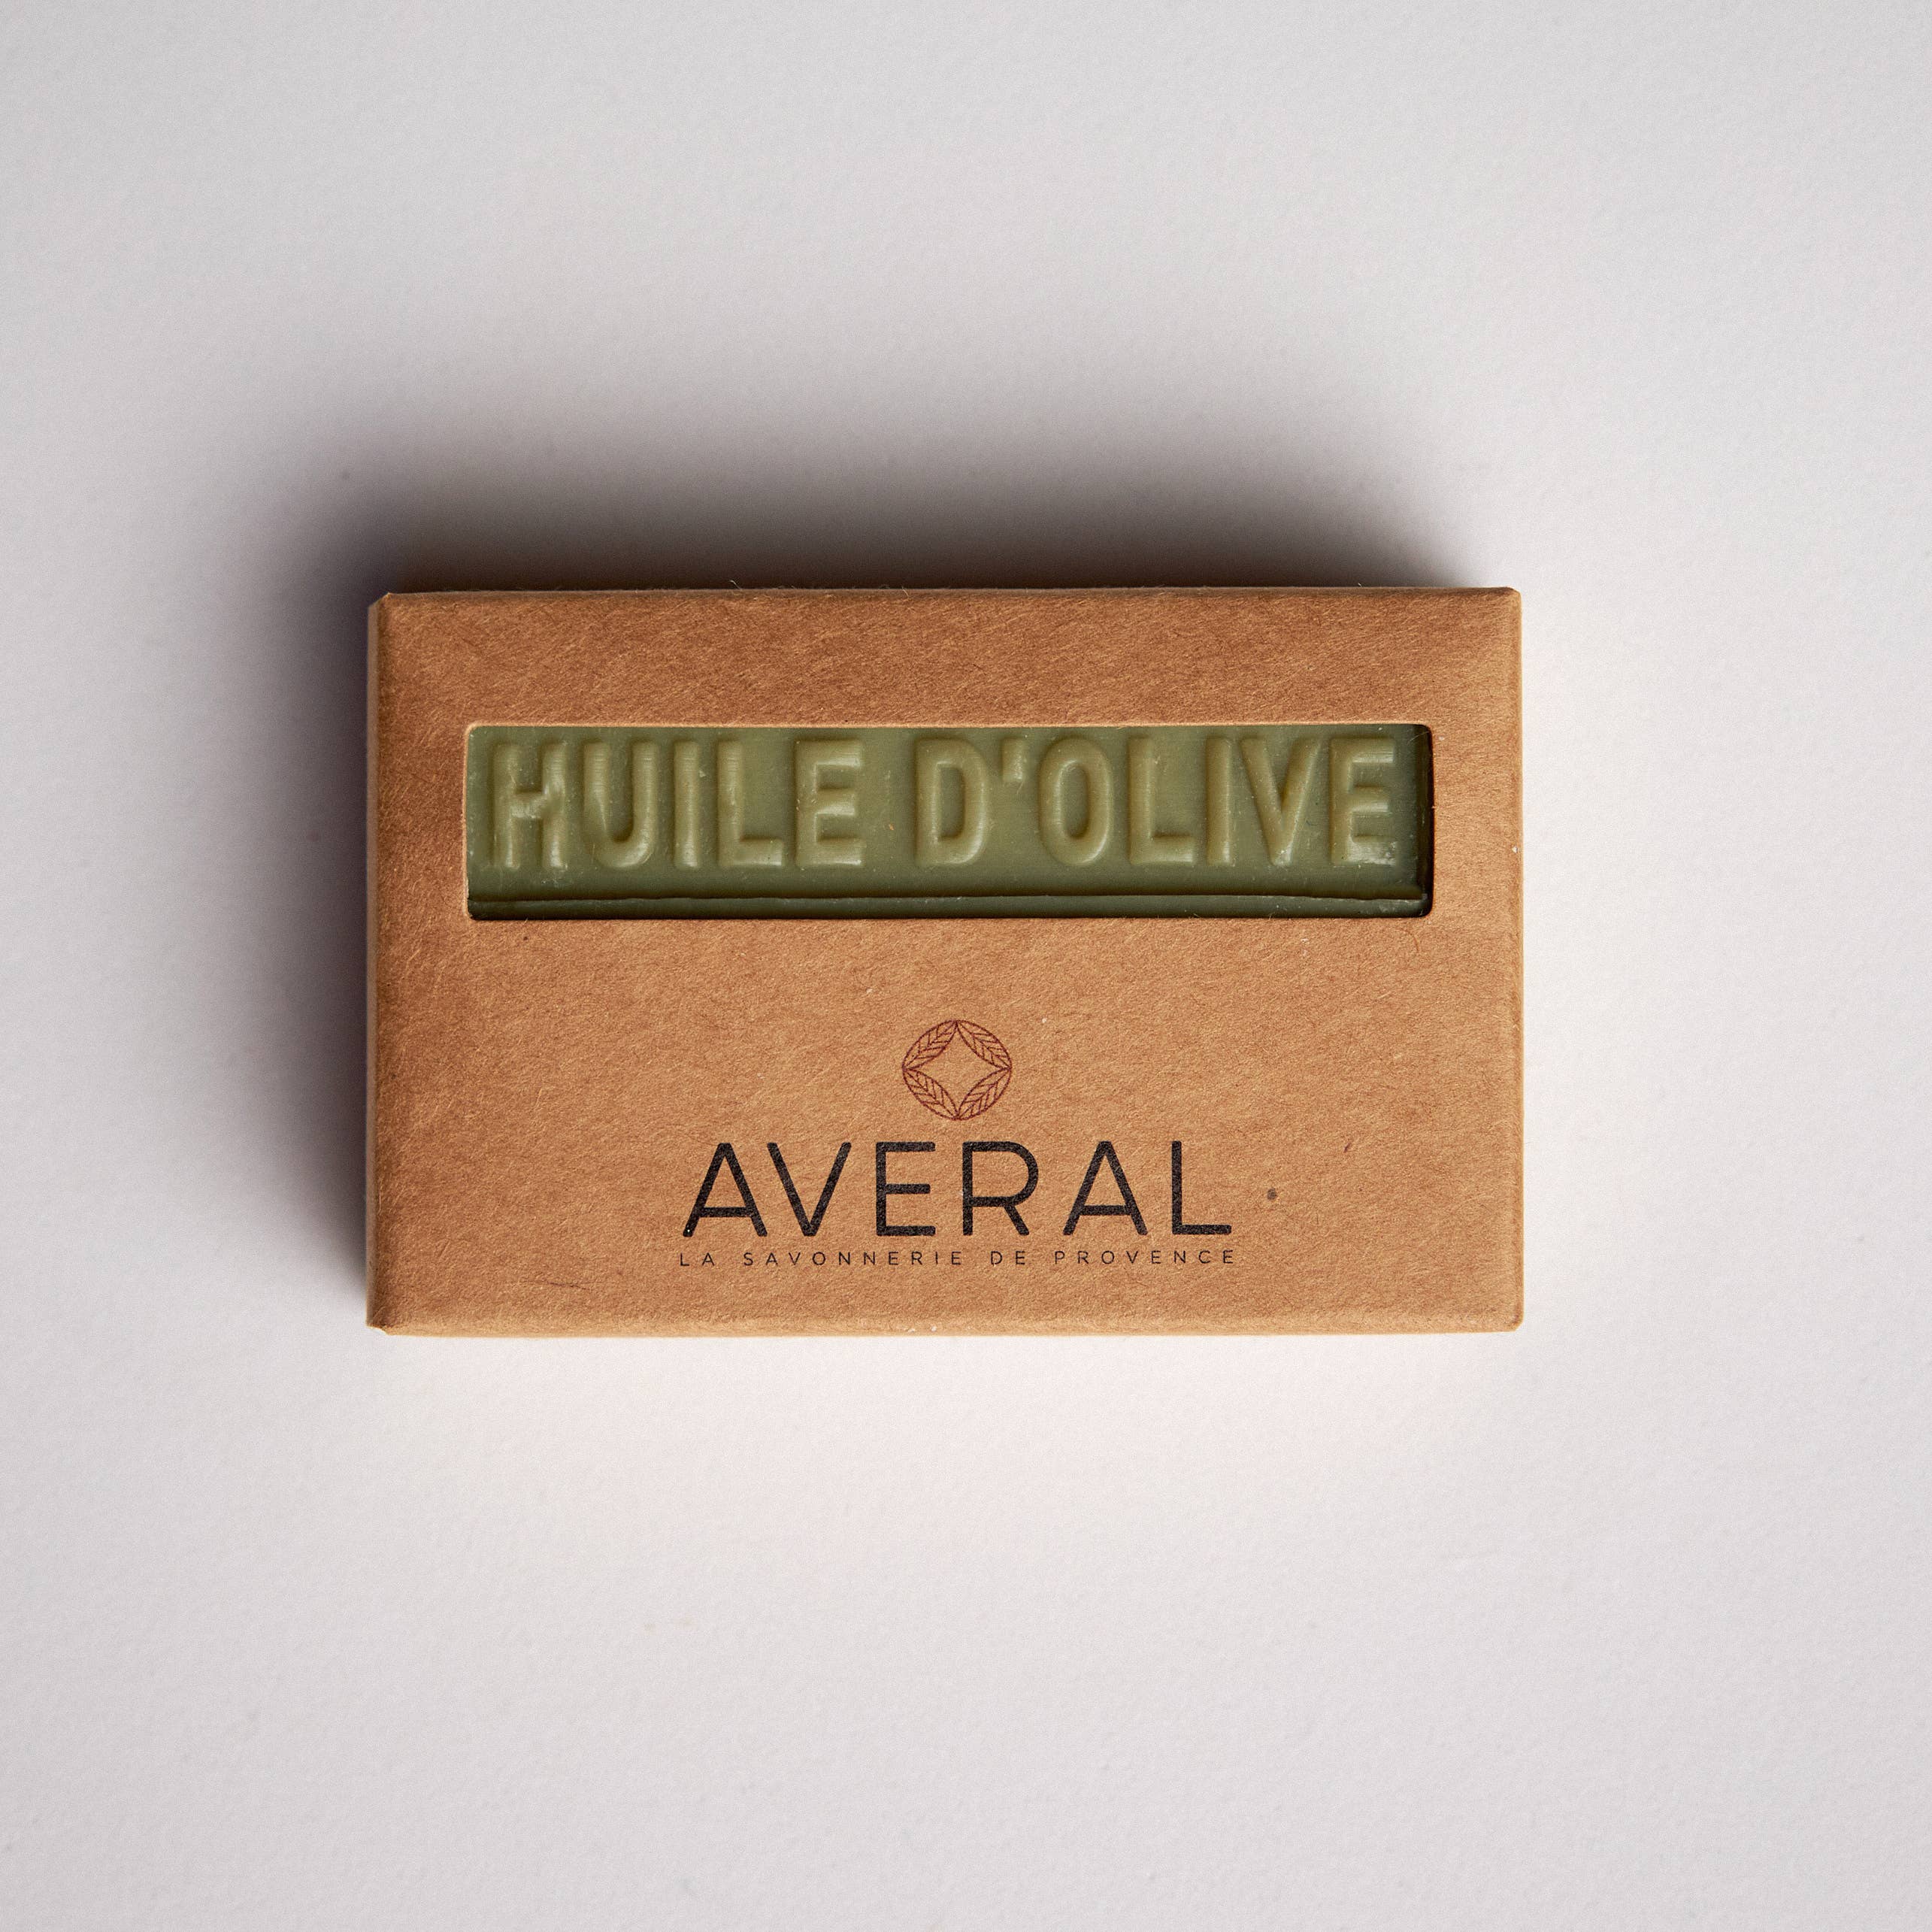 HUILE D'OLIVE
AVERAL
LA SAVONNERIE DE PROVENCE